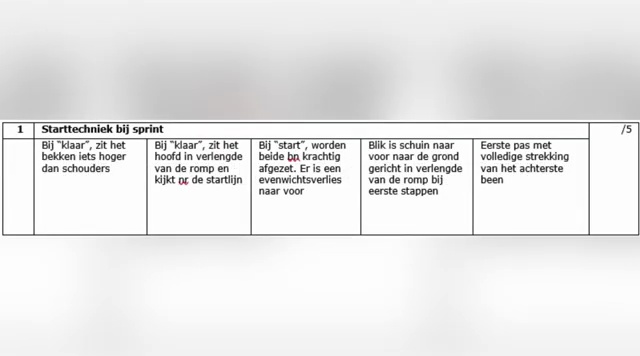 1 Starttechniek bij sprint /5
Bij "klaar", zit het
bekken iets hoger
dan schouders
Bij "klaar", zit het
hoofd in verlengde
van de romp en
kijkt nr de startlijn
Bij "start", worden
beide bn krachtig
afgezet. Er is een
evenwichtsverlies
naar voor
Blik is schuin naar
voor naar de grond
gericht in verlengde
van de romp bij
eerste stappen
Eerste pas met
volledige strekking
van het achterste
been